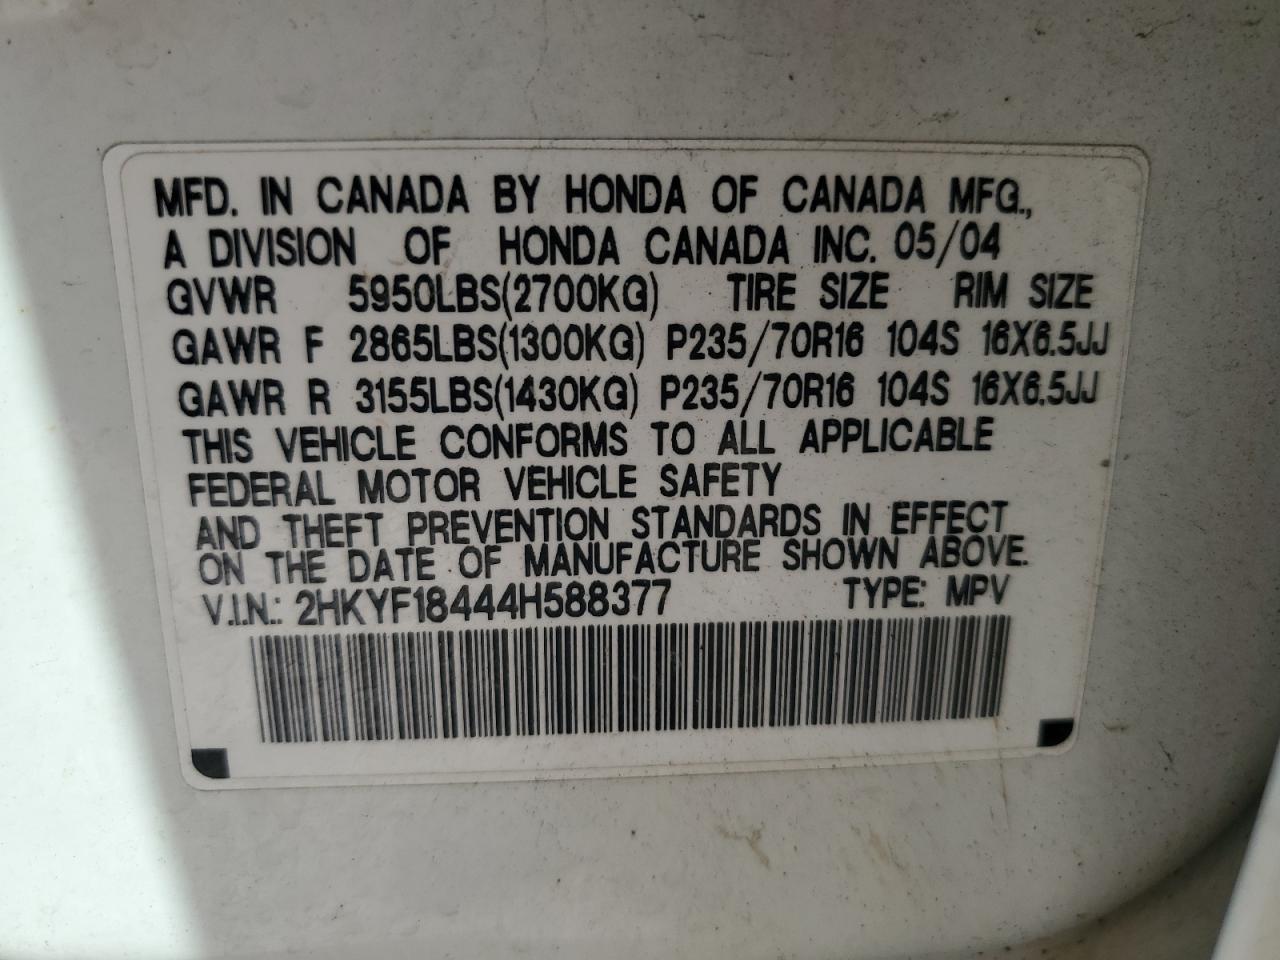 MFD. IN CANADA BY HONDA OF CANADA MFG.,
A DIVISION OF HONDA CANADA INC. 05/04
GVWR 5950LBS(2700KG) TIRE SIZE RIM SIZE
GAWR F 2865LBS(1300KG) P235/70R16 104S 16X6.5JJ
GAWR R 3155LBS(1430KG) P235/70R16 104S 16X6.5JJ
THIS VEHICLE CONFORMS TO ALL APPLICABLE
FEDERAL MOTOR VEHICLE SAFETY
AND THEFT PREVENTION STANDARDS IN EFFECT
ON THE DATE OF MANUFACTURE SHOWN ABOVE.
V.I.N.: 2HKYF18444H588377 TYPE: MPV